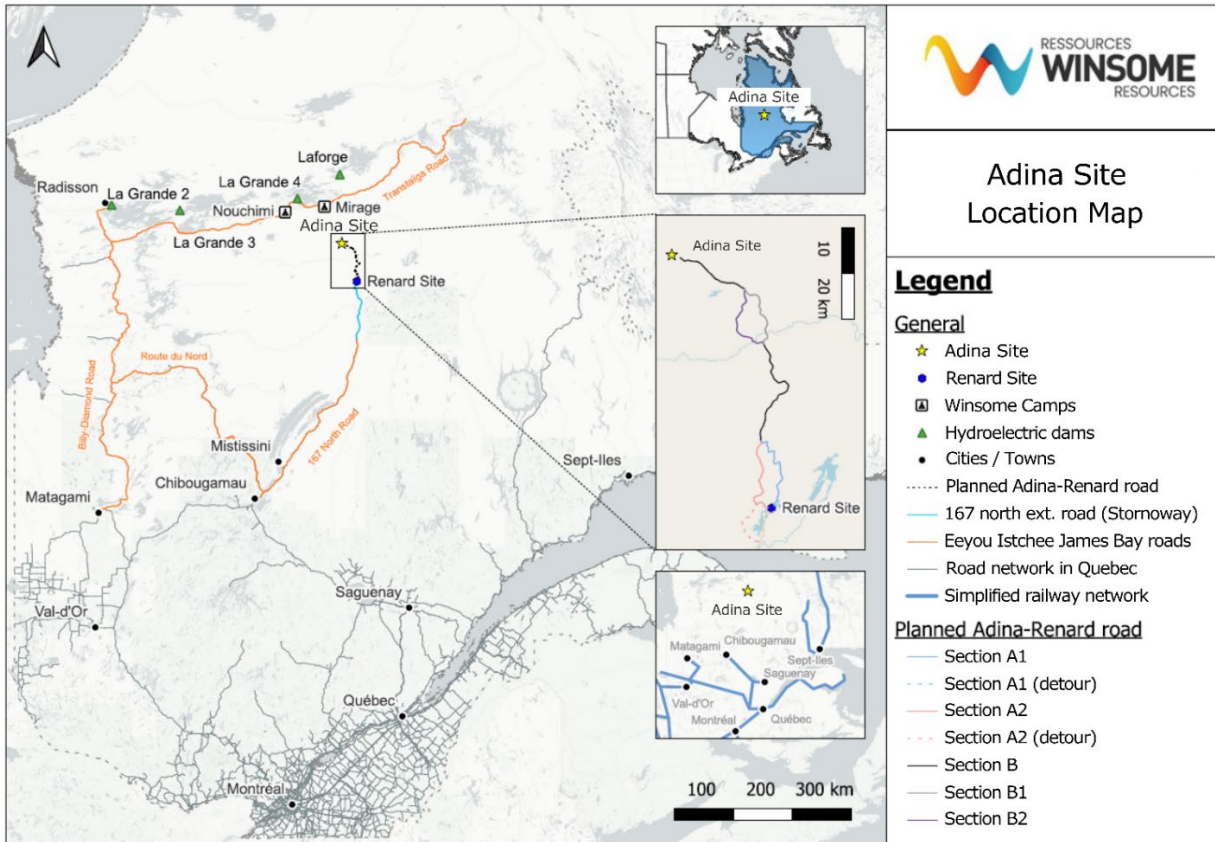 Adina Site
Laforge
La Grande 4
Transtaïga Road
Radisson
La Grande 2
Nouchimi
Mirage
Adina Site
La Grande 3
Renard Site
Route du Nord
Billy-Diamond Road
167 North Road
Mistissini
Chibougamau
Matagami
Sept-Iles
Val-d'Or
Saguenay
Québec
Montréal
Adina Site
10
20 km
Renard Site
Adina Site
Matagami
Chibougamau
Sept-Iles
Saguenay
Val-d'Or
Montréal
Québec
100 200 300 km
RESSOURCES
WINSOME
RESOURCES
Adina Site
Location Map
Legend
General
Adina Site
Renard Site
Winsome Camps
Hydroelectric dams
Cities / Towns
Planned Adina-Renard road
167 north ext. road (Stornoway)
Eeyou Istchee James Bay roads
Road network in Quebec
Simplified railway network
Planned Adina-Renard road
Section A1
Section A1 (detour)
Section A2
Section A2 (detour)
Section B
Section B1
Section B2